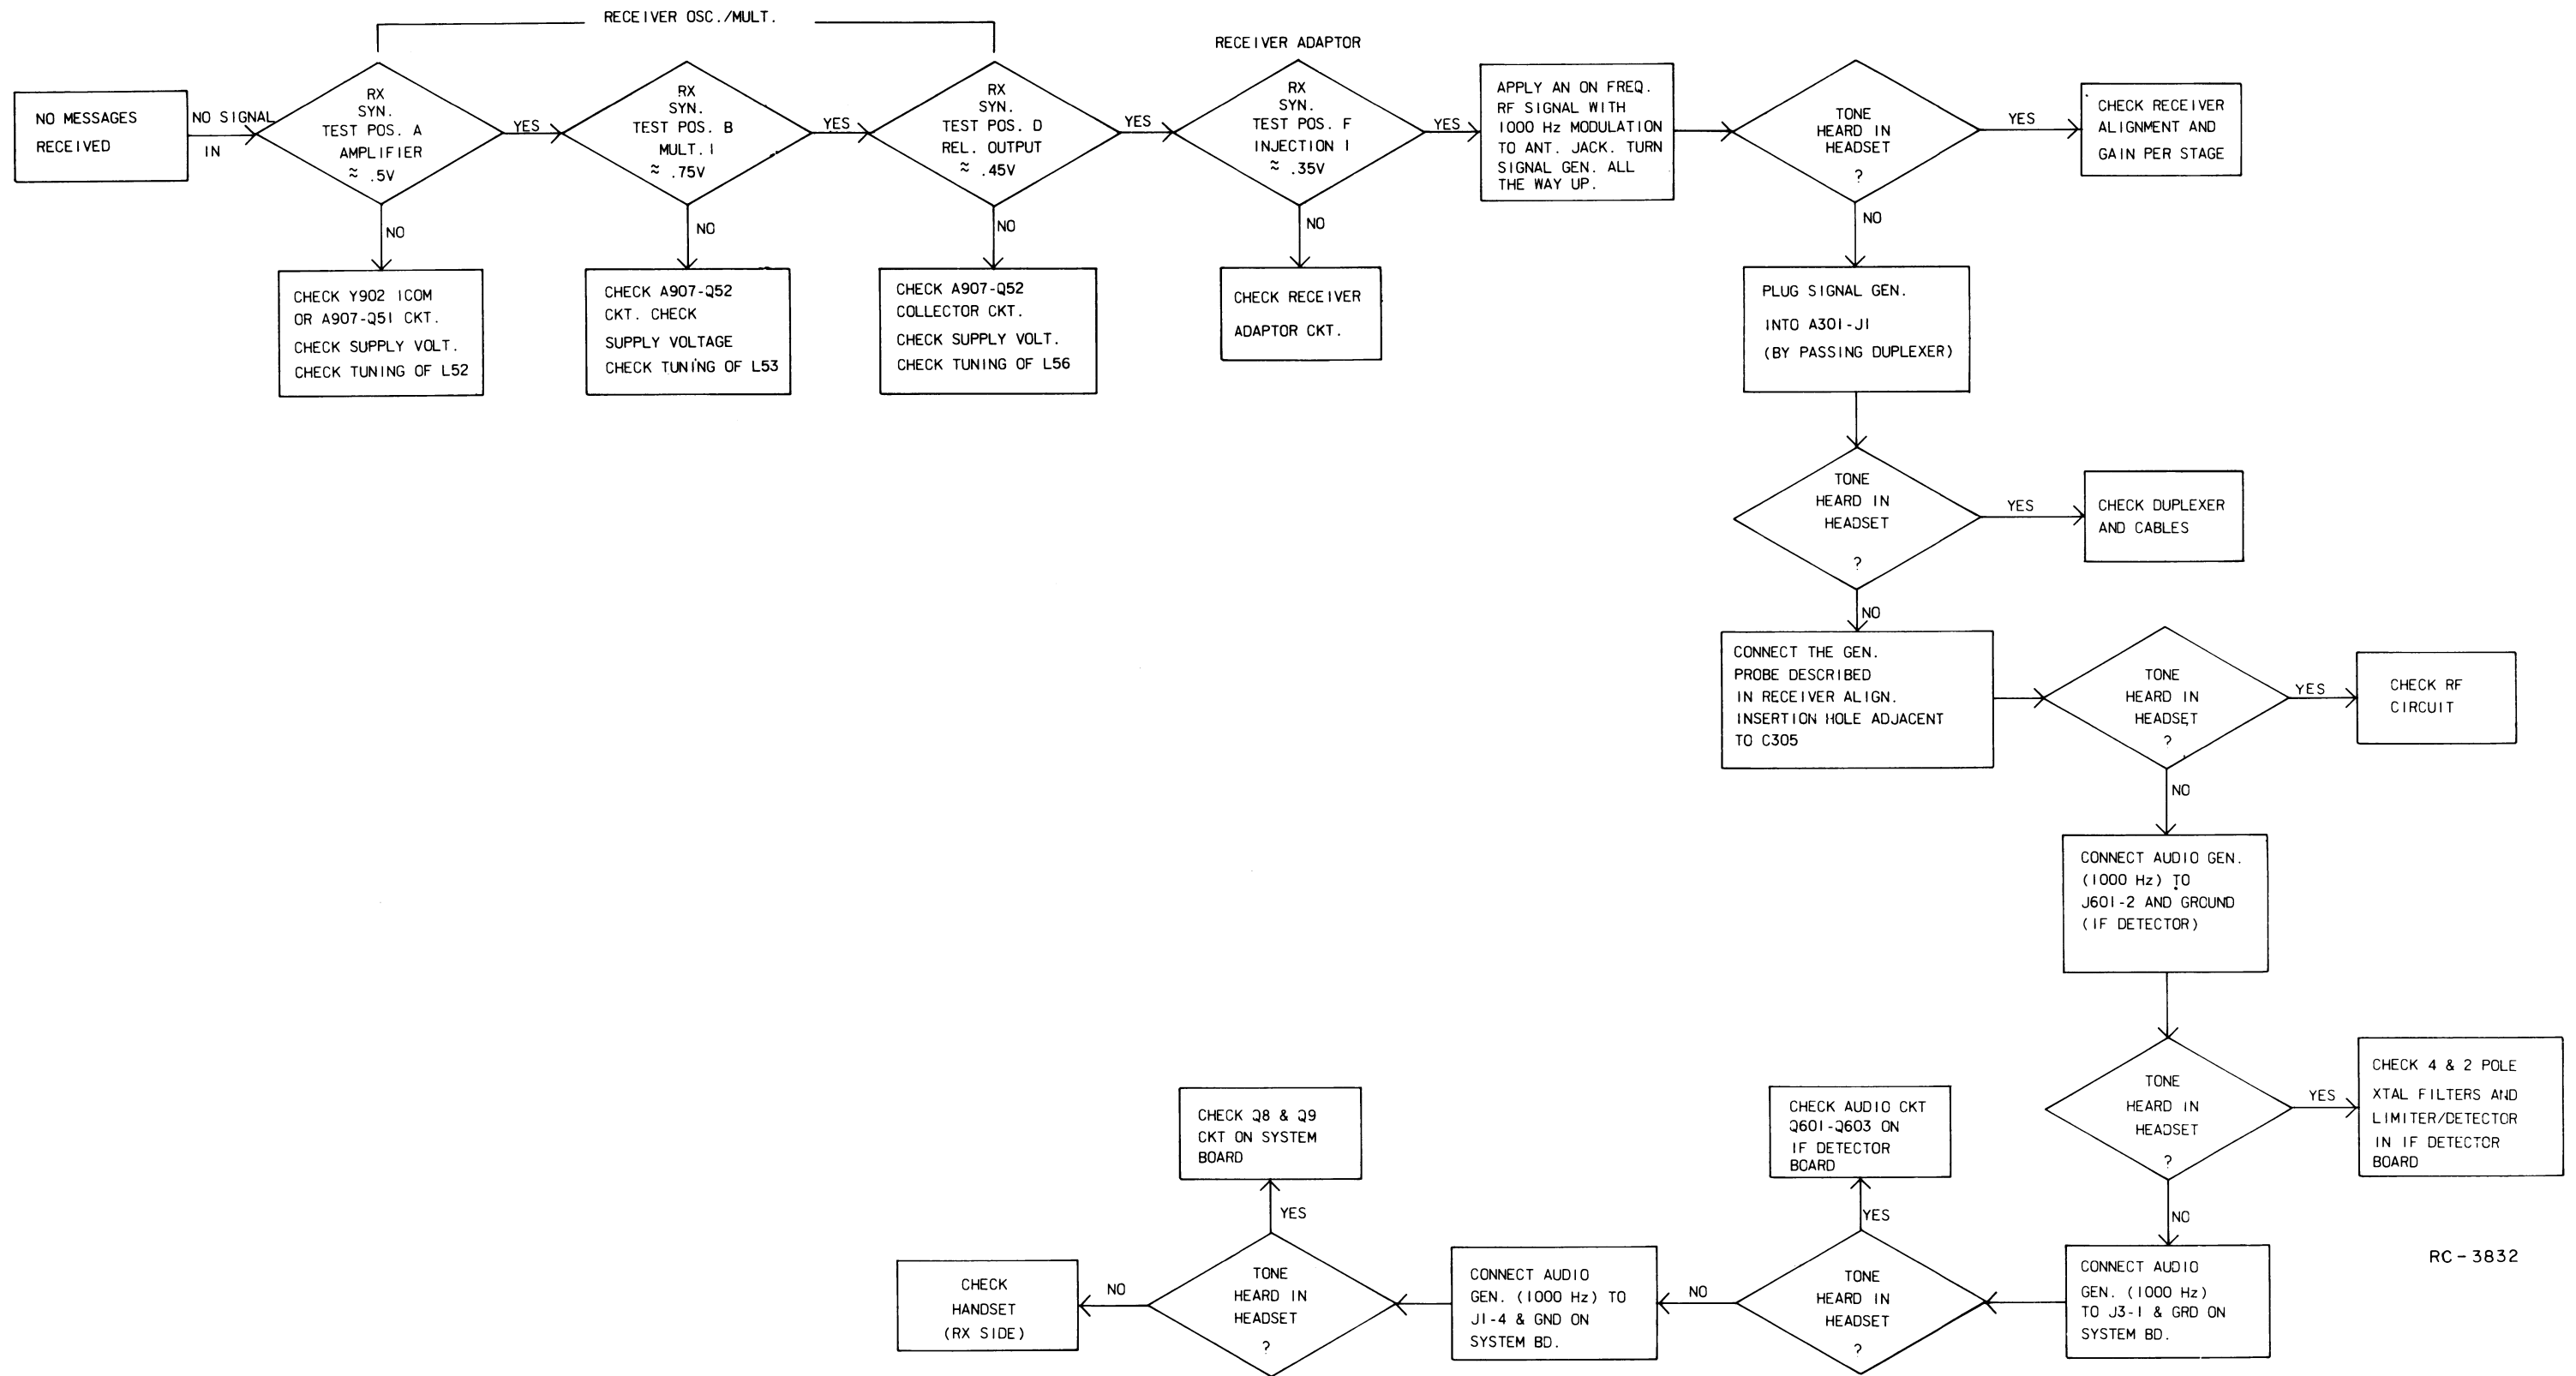 RECEIVER OSC./MULT.
RECEIVER ADAPTOR
NO MESSAGES
RECEIVED
NO SIGNAL
IN
RX
SYN.
TEST POS. A
AMPLIFIER
≈ .5V
YES
NO
CHECK Y902 ICOM
OR A907-Q51 CKT.
CHECK SUPPLY VOLT.
CHECK TUNING OF L52
RX
SYN.
TEST POS. B
MULT. 1
≈ .75V
YES
NO
CHECK A907-Q52
CKT. CHECK
SUPPLY VOLTAGE
CHECK TUNING OF L53
RX
SYN.
TEST POS. D
REL. OUTPUT
≈ .45V
YES
NO
CHECK A907-Q52
COLLECTOR CKT.
CHECK SUPPLY VOLT.
CHECK TUNING OF L56
RX
SYN.
TEST POS. F
INJECTION 1
≈ .35V
YES
NO
CHECK RECEIVER
ADAPTOR CKT.
APPLY AN ON FREQ.
RF SIGNAL WITH
1000 Hz MODULATION
TO ANT. JACK. TURN
SIGNAL GEN. ALL
THE WAY UP.
TONE
HEARD IN
HEADSET
?
YES
CHECK RECEIVER
ALIGNMENT AND
GAIN PER STAGE
NO
PLUG SIGNAL GEN.
INTO A301-J1
(BY PASSING DUPLEXER)
TONE
HEARD IN
HEADSET
?
YES
CHECK DUPLEXER
AND CABLES
NO
CONNECT THE GEN.
PROBE DESCRIBED
IN RECEIVER ALIGN.
INSERTION HOLE ADJACENT
TO C305
TONE
HEARD IN
HEADSET
?
YES
CHECK RF
CIRCUIT
NO
CONNECT AUDIO GEN.
(1000 Hz) TO
J601-2 AND GROUND
(IF DETECTOR)
TONE
HEARD IN
HEADSET
?
YES
CHECK 4 & 2 POLE
XTAL FILTERS AND
LIMITER/DETECTOR
IN IF DETECTOR
BOARD
NO
CONNECT AUDIO
GEN. (1000 Hz)
TO J3-1 & GRD ON
SYSTEM BD.
TONE
HEARD IN
HEADSET
?
YES
CHECK AUDIO CKT
Q601-Q603 ON
IF DETECTOR
BOARD
NO
CONNECT AUDIO
GEN. (1000 Hz) TO
J1-4 & GND ON
SYSTEM BD.
TONE
HEARD IN
HEADSET
?
YES
CHECK Q8 & Q9
CKT ON SYSTEM
BOARD
NO
CHECK
HANDSET
(RX SIDE)
RC-3832